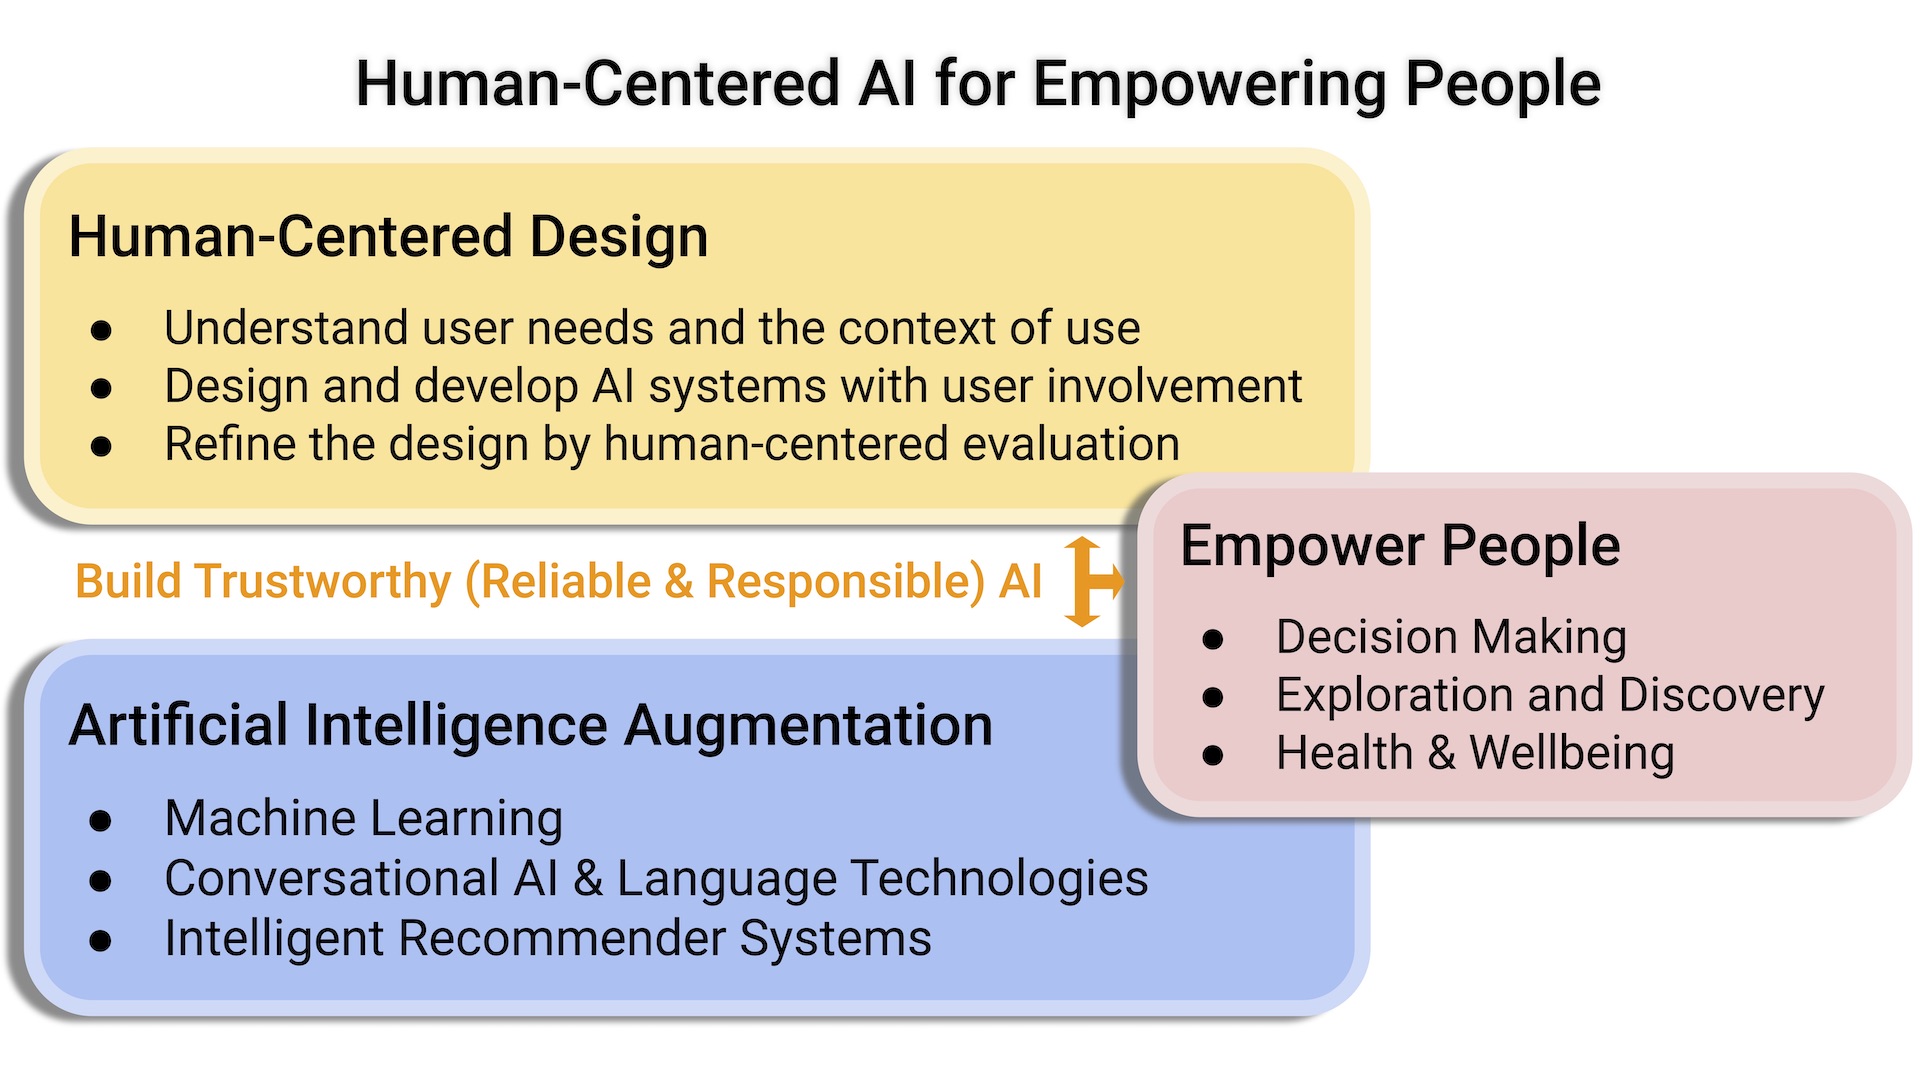 Human-Centered AI for Empowering People
Human-Centered Design
● Understand user needs and the context of use
● Design and develop AI systems with user involvement
● Refine the design by human-centered evaluation
Build Trustworthy (Reliable & Responsible) AI
Empower People
● Decision Making
● Exploration and Discovery
● Health & Wellbeing
Artificial Intelligence Augmentation
● Machine Learning
● Conversational AI & Language Technologies
● Intelligent Recommender Systems